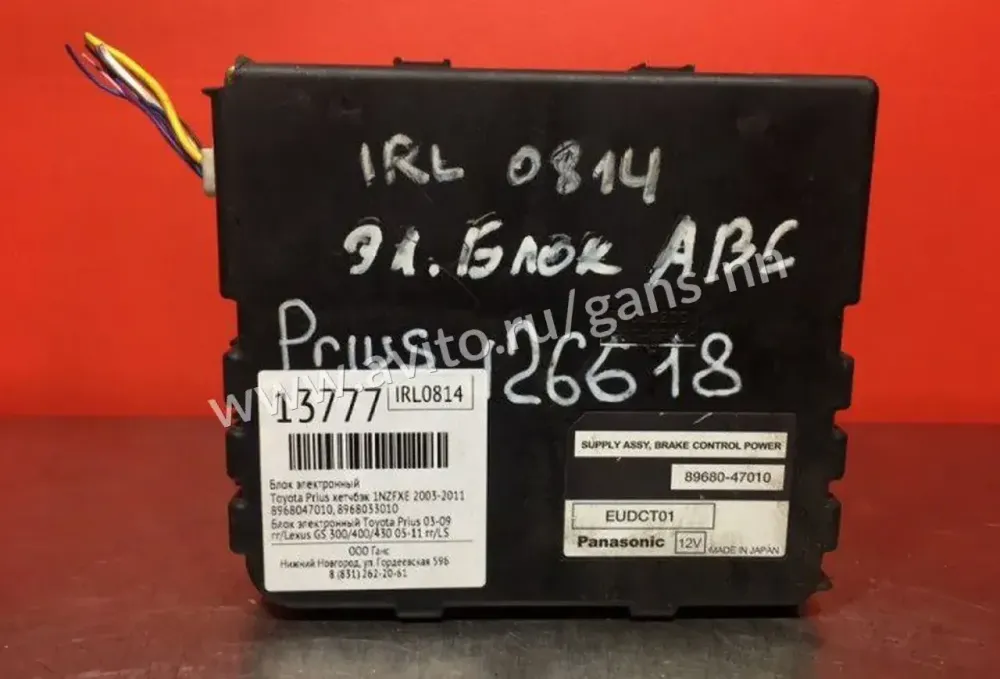 IRL 0814
эл. Блок АВС
Prius 126618
www.avito.ru/gans-nn
13777 IRL0814
Блок электронный
Toyota Prius хетчбэк 1NZFXE 2003-2011
8968047010, 8968033010
Блок электронный Toyota Prius 03-09
гг/Lexus GS 300/400/430 05-11 гг/LS
ООО Ганс
Нижний Новгород, ул. Гордеевская 59б
8 (831) 262-20-61
SUPPLY ASSY, BRAKE CONTROL POWER
89680-47010
EUDCT01
Panasonic 12V MADE IN JAPAN